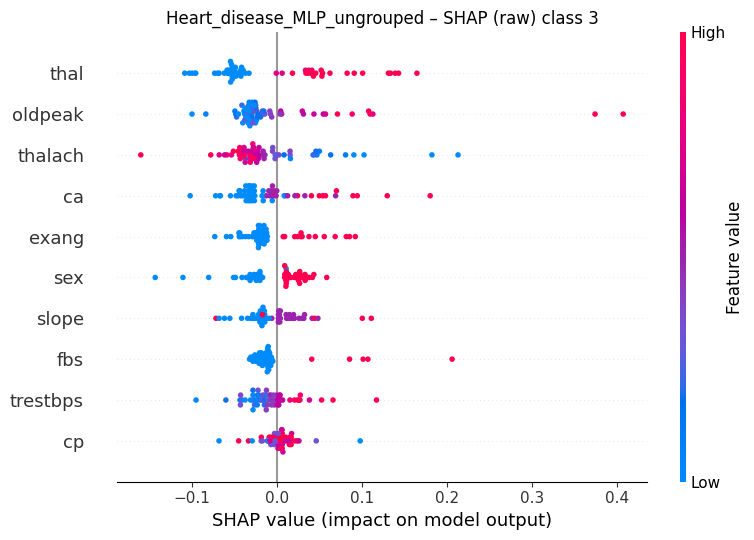 Heart_disease_MLP_ungrouped – SHAP (raw) class 3
High
thal
oldpeak
thalach
ca
exang
sex
slope
fbs
trestbps
cp
Feature value
Low
−0.1 0.0 0.1 0.2 0.3 0.4
SHAP value (impact on model output)